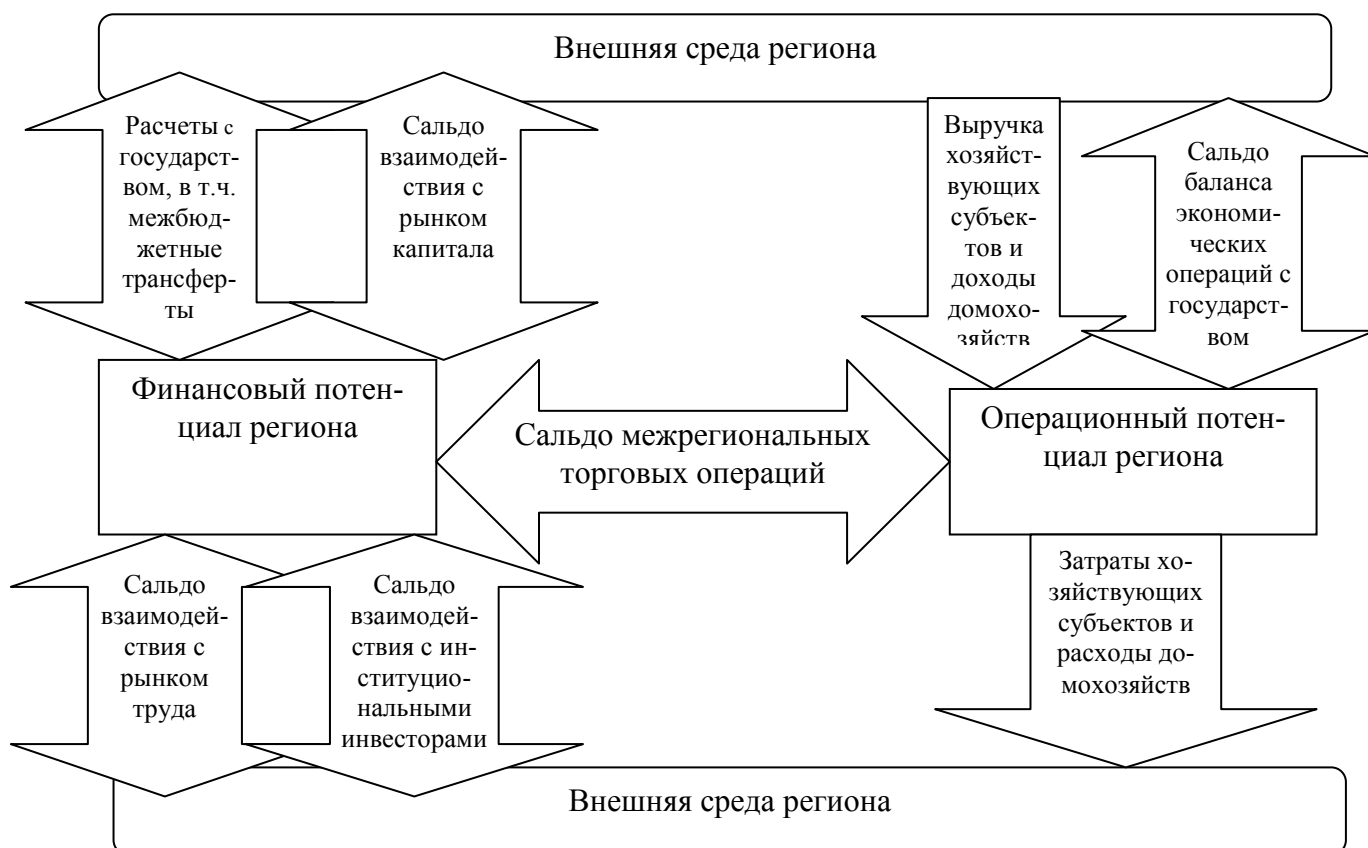 Внешняя среда региона
Расчеты с
государст-
вом, в т.ч.
межбюд-
жетные
трансфер-
ты
Сальдо
взаимодей-
ствия с
рынком
капитала
Выручка
хозяйст-
вующих
субъек-
тов и
доходы
домохо-
зяйств
Сальдо
баланса
экономи-
ческих
операций с
государст-
вом
Финансовый потен-
циал региона
Сальдо межрегиональных
торговых операций
Операционный потен-
циал региона
Сальдо
взаимодей-
ствия с
рынком
труда
Сальдо
взаимодей-
ствия с ин-
ституцио-
нальными
инвесторами
Затраты хо-
зяйствующих
субъектов и
расходы до-
мохозяйств
Внешняя среда региона